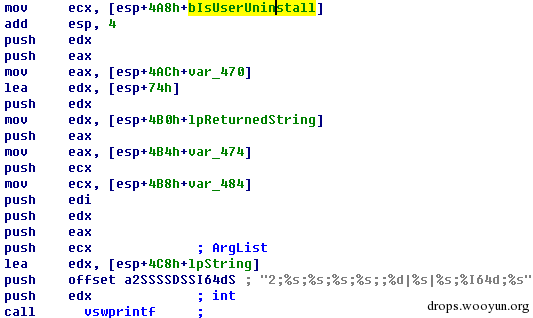 mov ecx, [esp+4A8h+bIsUserUninstall]
add esp, 4
push edx
push eax
mov eax, [esp+4ACh+var_470]
lea edx, [esp+74h]
push edx
mov edx, [esp+4B0h+lpReturnedString]
push eax
mov eax, [esp+4B4h+var_474]
push ecx
mov ecx, [esp+4B8h+var_484]
push edi
push edx
push eax
push ecx ; ArgList
lea edx, [esp+4C8h+lpString]
push offset a2SSSSDSSI64dS ; "2;%s;%s;%s;%s;;%d|%s|%s;%I64d;%s"
push edx ; int
call vswprintf ;
drops.wooyun.org